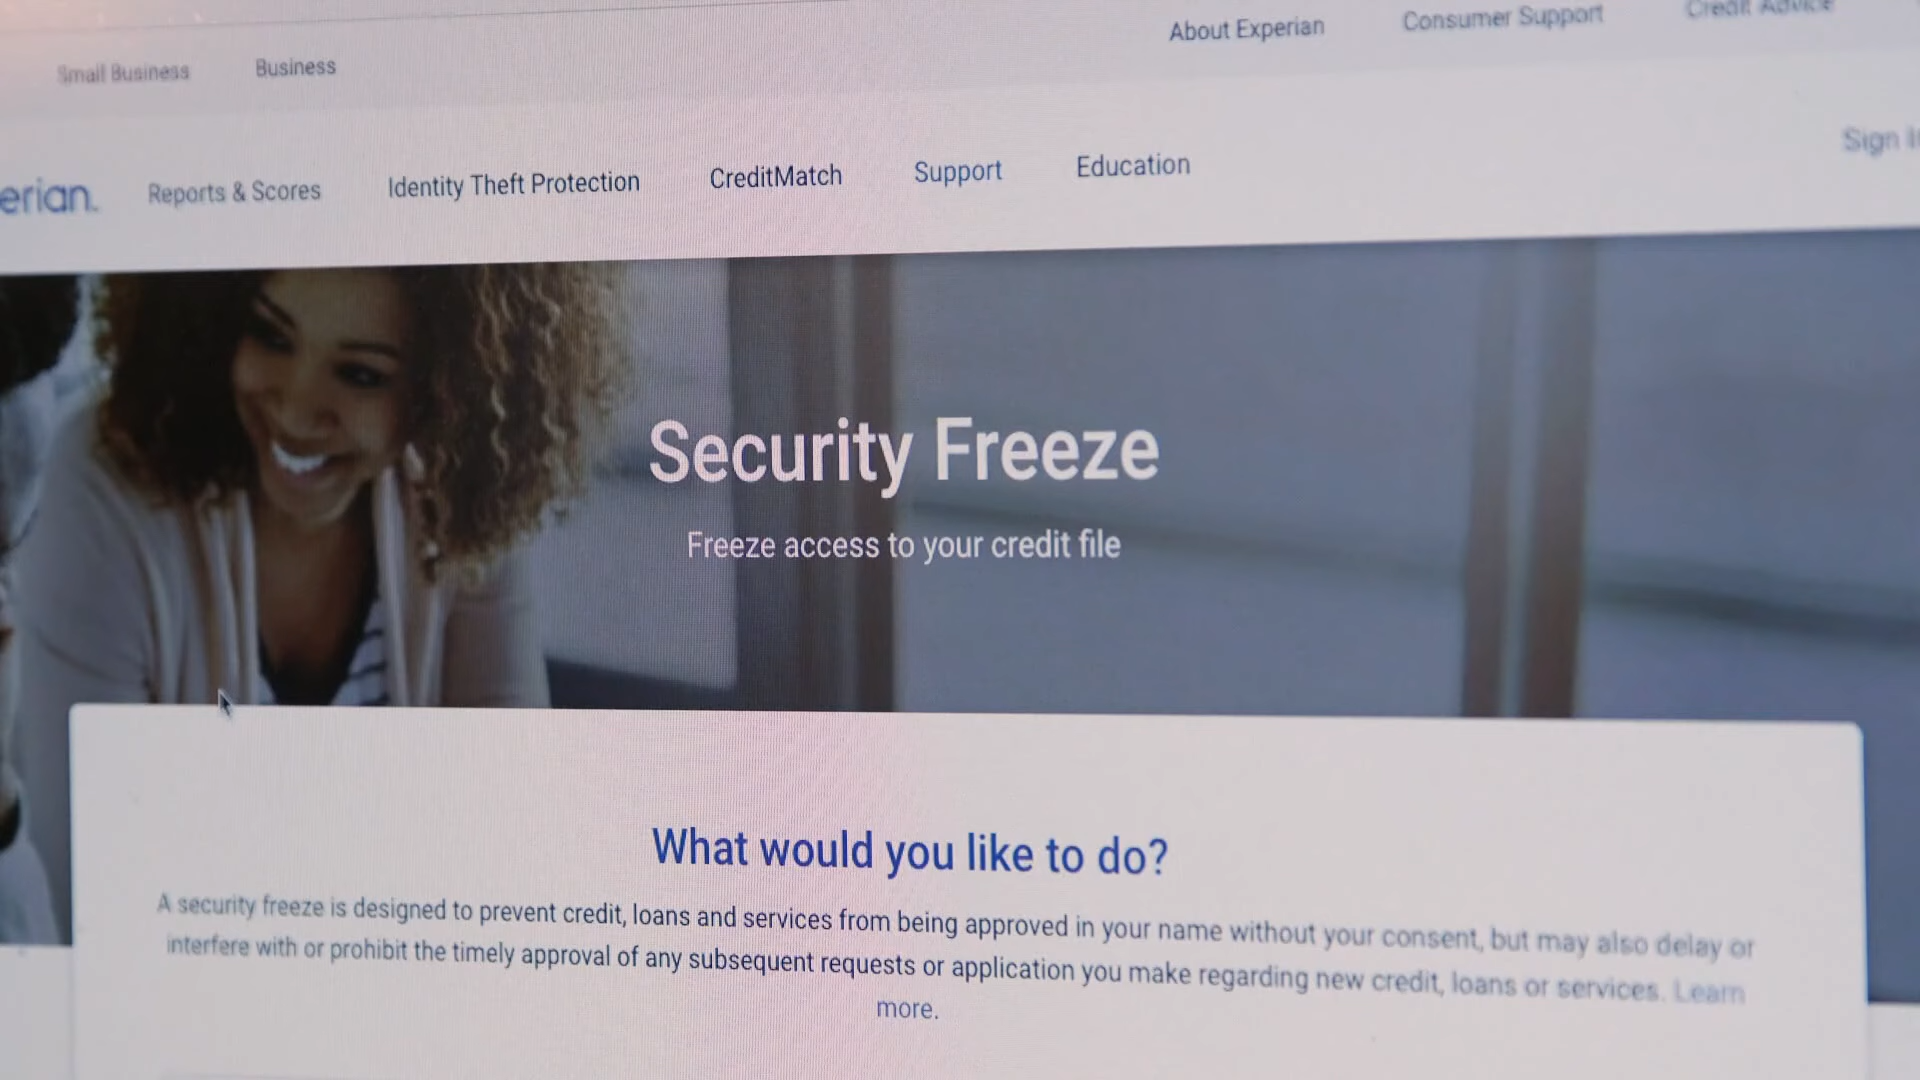 About Experian Consumer Support Credit Advice
Small Business Business
Sign I
erian. Reports & Scores Identity Theft Protection CreditMatch Support Education
Security Freeze
Freeze access to your credit file
What would you like to do?
A security freeze is designed to prevent credit, loans and services from being approved in your name without your consent, but may also delay or
interfere with or prohibit the timely approval of any subsequent requests or application you make regarding new credit, loans or services. Learn
more.